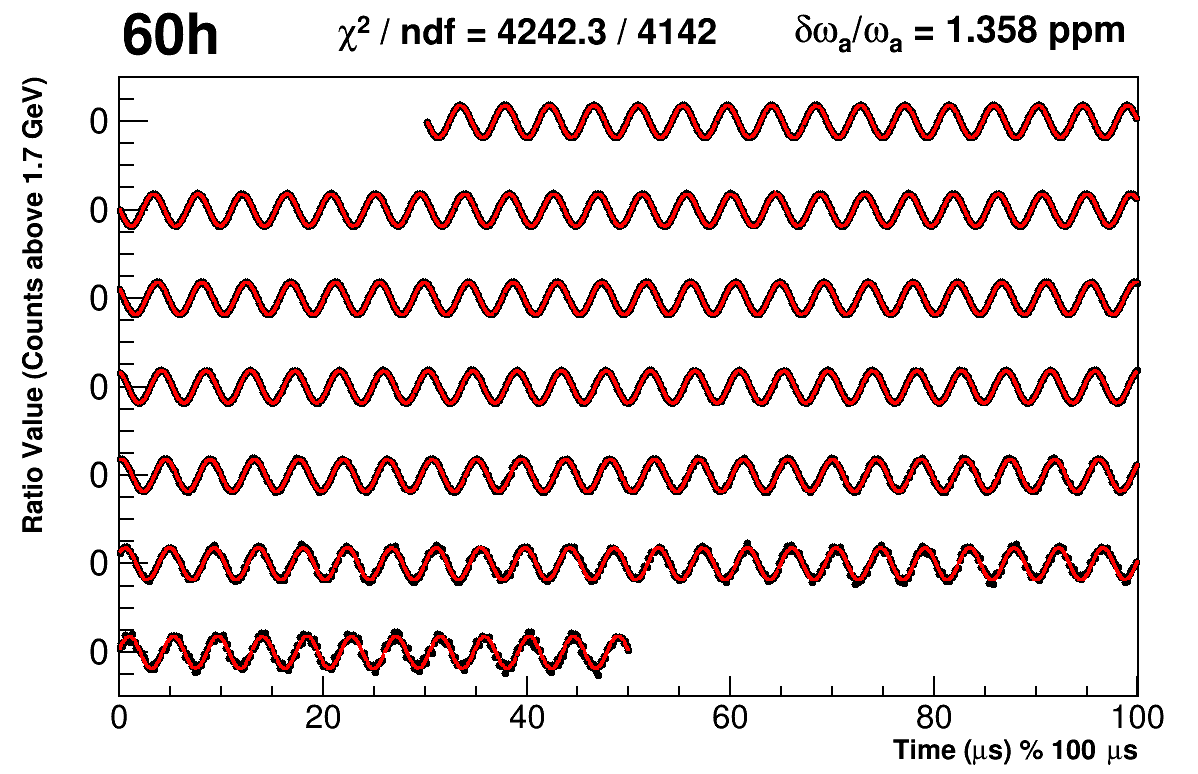 60h
χ² / ndf = 4242.3 / 4142
δωₐ/ωₐ = 1.358 ppm
Ratio Value (Counts above 1.7 GeV)
0
0
0
0
0
0
0
0 20 40 60 80 100
Time (μs) % 100 μs